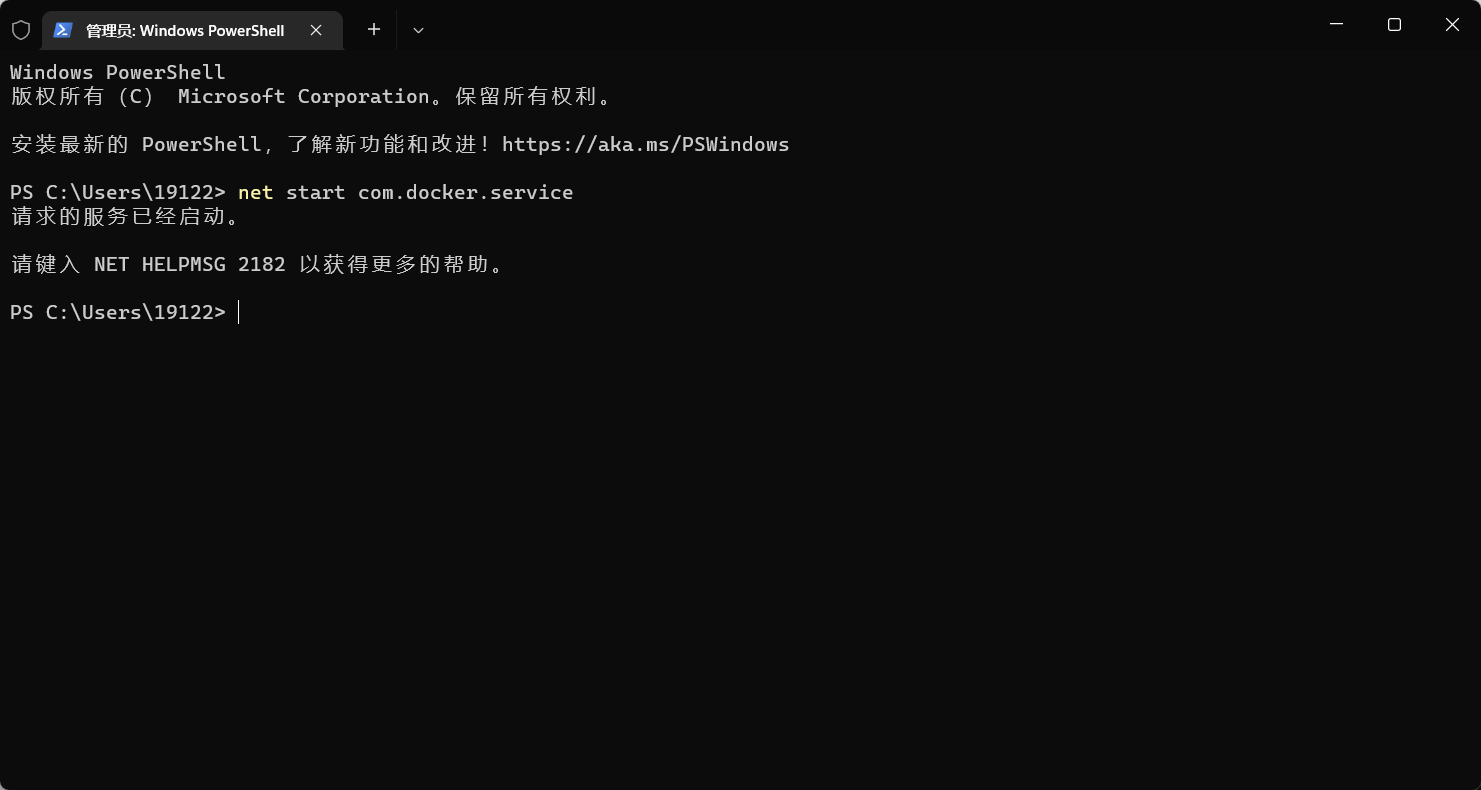 管理员: Windows PowerShell
Windows PowerShell
版权所有（C） Microsoft Corporation。保留所有权利。
安装最新的 PowerShell，了解新功能和改进！https://aka.ms/PSWindows
PS C:\Users\19122> net start com.docker.service
请求的服务已经启动。
请键入 NET HELPMSG 2182 以获得更多的帮助。
PS C:\Users\19122>